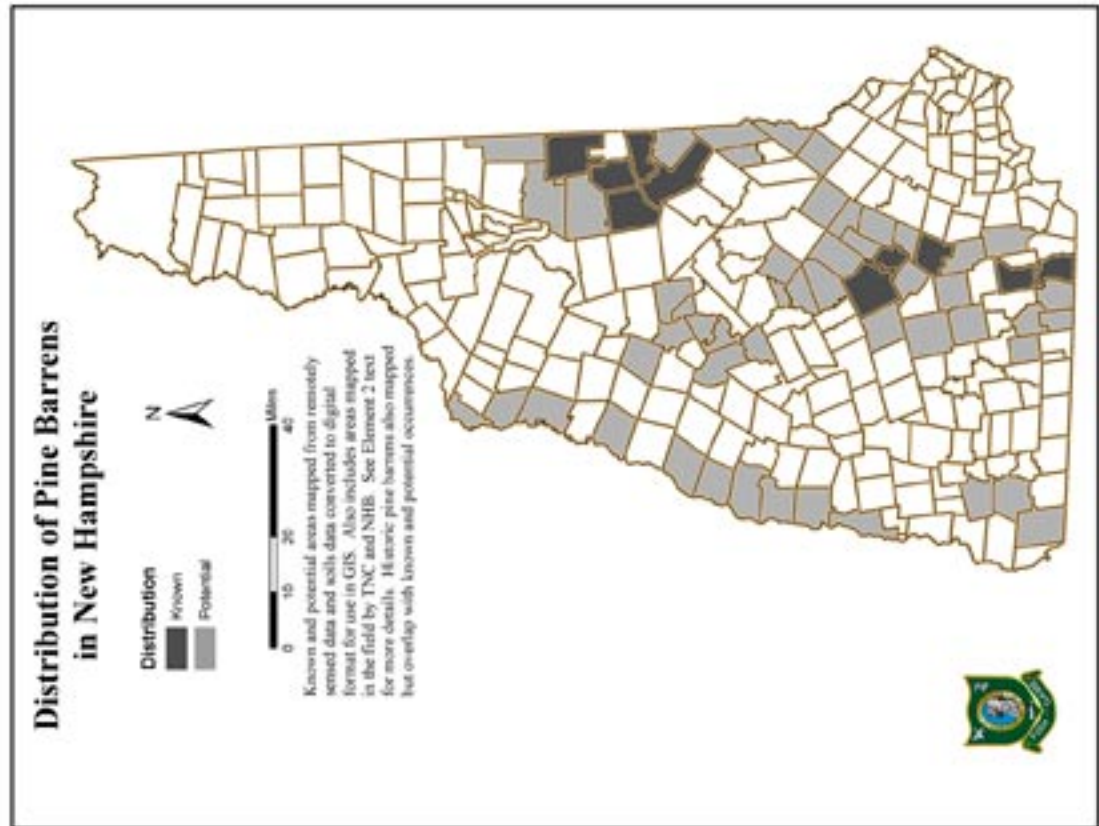 Distribution of Pine Barrens
in New Hampshire
N
Distribution
Known
Potential
0 10 20 40
Miles
Known and potential areas mapped from remotely
sensed data and soils data converted to digital
format for use in GIS. Also includes areas mapped
in the field by TNC and NHB. See Element 2 text
for more details. Historic pine barrens also mapped
but overlap with known and potential occurrences.